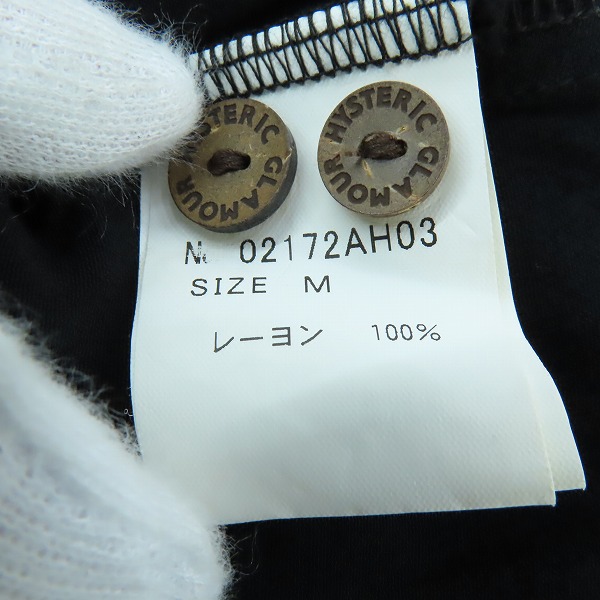 HYSTERIC GLAMOUR
HYSTERIC GLAMOUR
№ 02172AH03
SIZE M
レーヨン 100%